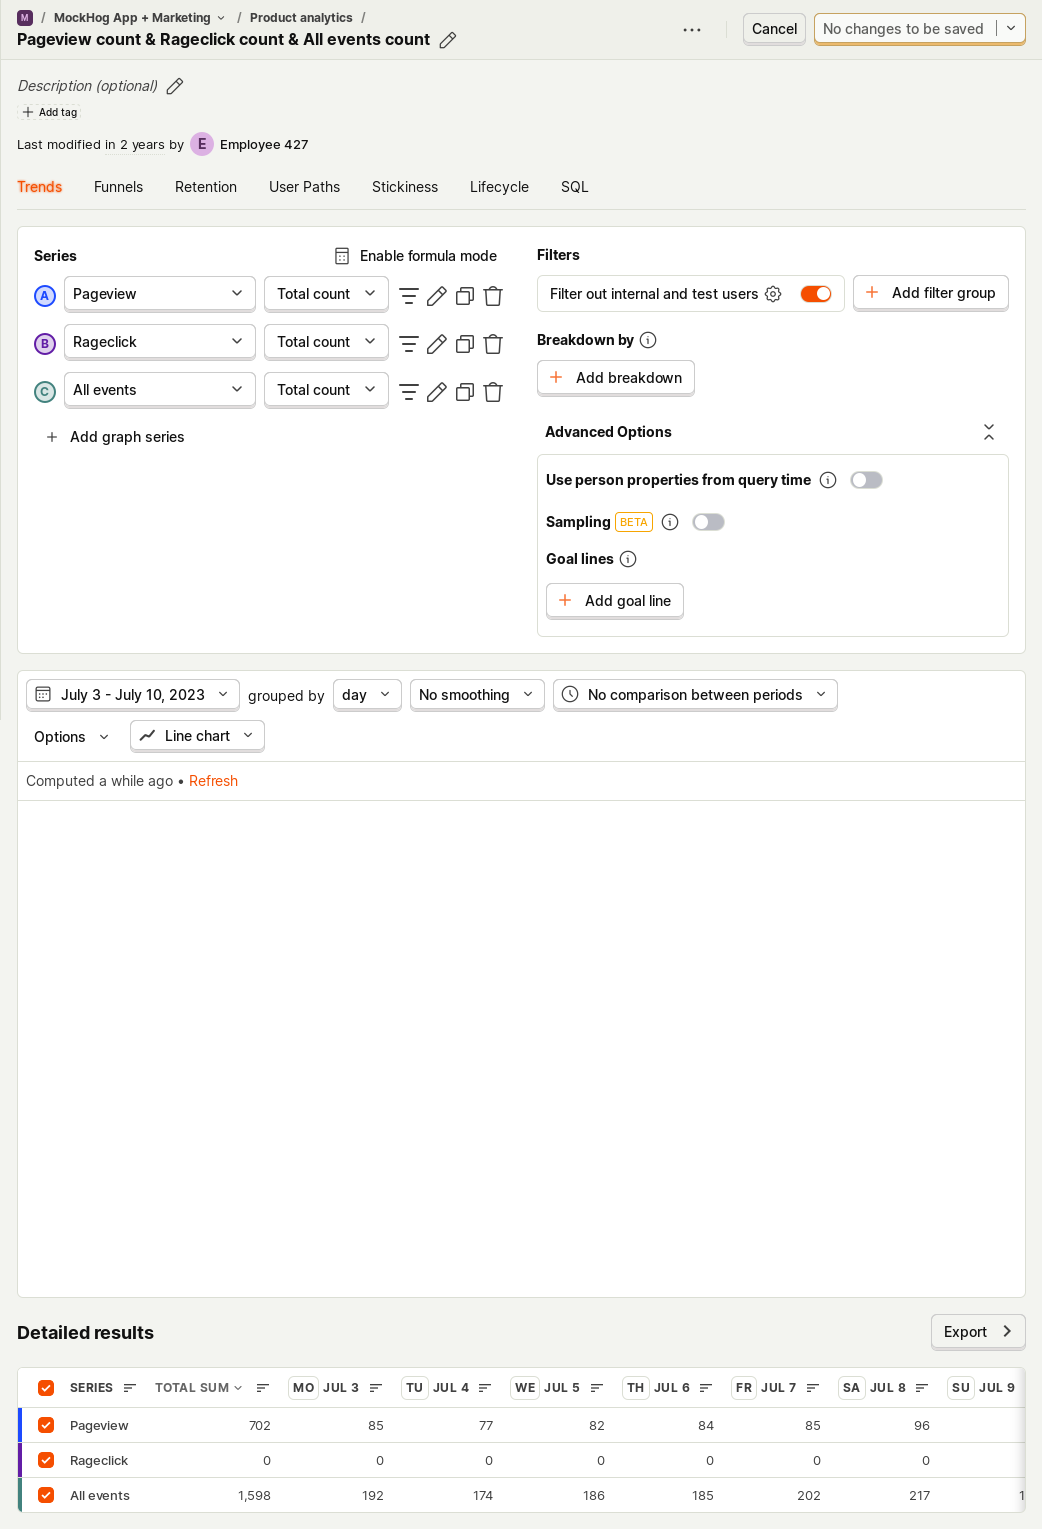 M / MockHog App + Marketing / Product analytics /
Pageview count & Rageclick count & All events count
Cancel
No changes to be saved
Description (optional)
Add tag
Last modified in 2 years by E Employee 427
Trends Funnels Retention User Paths Stickiness Lifecycle SQL
Series
Enable formula mode
A Pageview Total count
B Rageclick Total count
C All events Total count
Add graph series
Filters
Filter out internal and test users
Add filter group
Breakdown by
Add breakdown
Advanced Options
Use person properties from query time
Sampling BETA
Goal lines
Add goal line
July 3 - July 10, 2023 grouped by day No smoothing No comparison between periods
Options Line chart
Computed a while ago • Refresh
Detailed results
Export
SERIES TOTAL SUM MO JUL 3 TU JUL 4 WE JUL 5 TH JUL 6 FR JUL 7 SA JUL 8 SU JUL 9
Pageview 702 85 77 82 84 85 96
Rageclick 0 0 0 0 0 0 0
All events 1,598 192 174 186 185 202 217